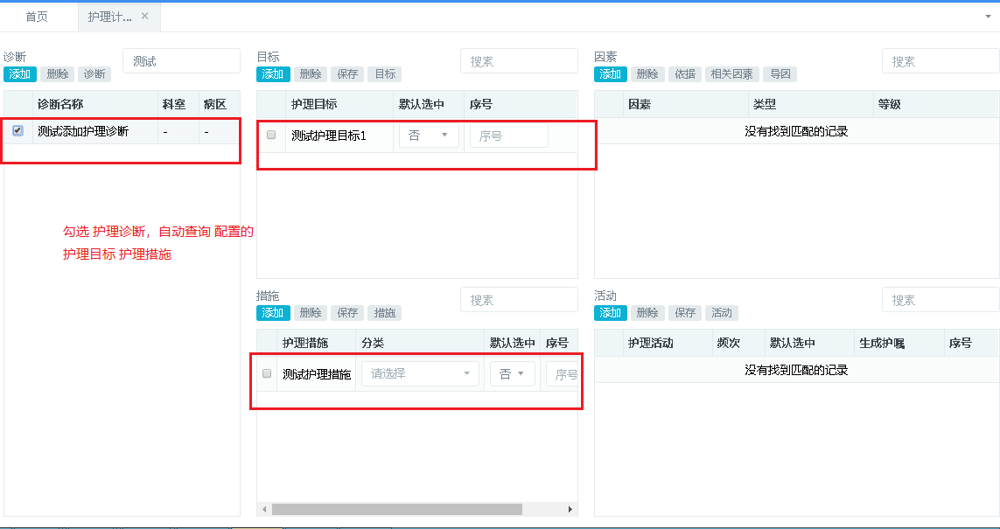 首页
护理计... ×
诊断
测试
添加 删除 诊断
诊断名称 科室 病区
测试添加护理诊断 - -
勾选 护理诊断，自动查询 配置的
护理目标 护理措施
目标
搜索
添加 删除 保存 目标
护理目标 默认选中 序号
测试护理目标1 否 序号
因素
搜索
添加 删除 依据 相关因素 导因
因素 类型 等级
没有找到匹配的记录
措施
搜索
添加 删除 保存 措施
护理措施 分类 默认选中 序号
测试护理措施 请选择 否 序号
活动
搜索
添加 删除 保存 活动
护理活动 频次 默认选中 生成护嘱 序号
没有找到匹配的记录